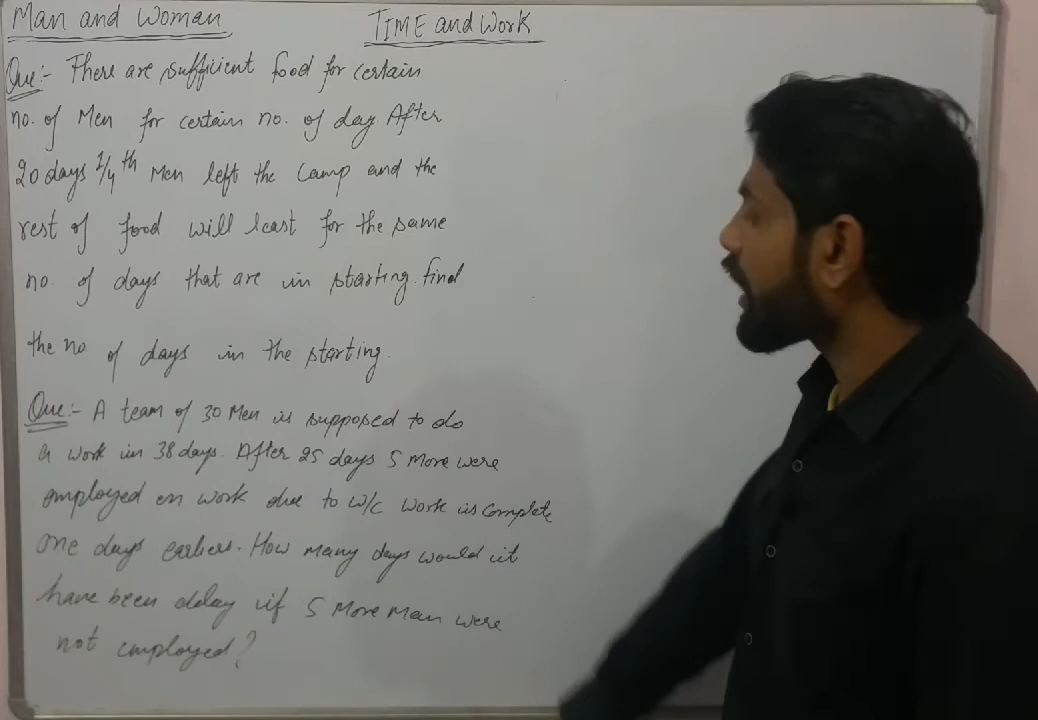 Man and Woman
TIME and Work
Que:- There are sufficient food for certain
no. of Men for certain no. of day After
20 days 1/4th Men left the Camp and the
rest of food will least for the same
no. of days that are in starting. find
the no of days in the starting.
Que:- A team of 30 Men is supposed to do
a work in 38 days. After 25 days 5 More were
employed on work due to w/c work is complete
one days earliers. How many days would it
have been delay if 5 More Man were
not employed?